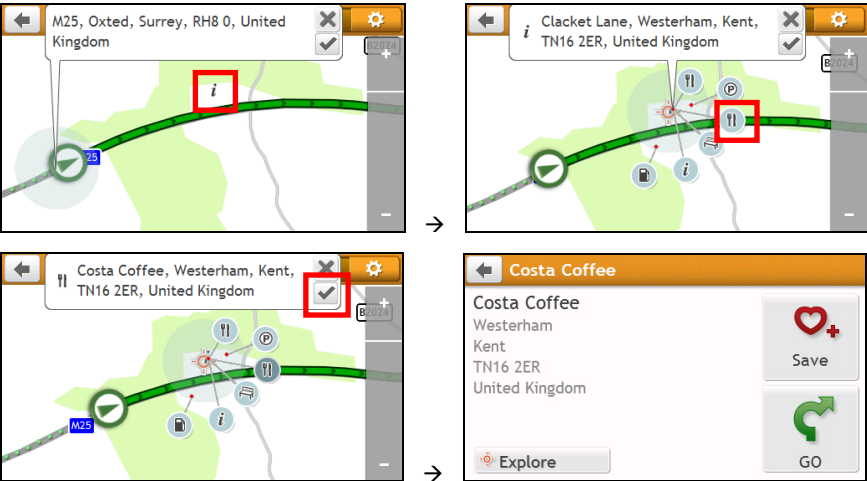 M25, Oxted, Surrey, RH8 0, United
Kingdom
B2024
i
25
+
-
→
Clacket Lane, Westerham, Kent,
TN16 2ER, United Kingdom
i
B2024
P
i
+
-
Costa Coffee, Westerham, Kent,
TN16 2ER, United Kingdom
B2024
P
i
M25
+
-
→
Costa Coffee
Costa Coffee
Westerham
Kent
TN16 2ER
United Kingdom
Save
Explore
GO